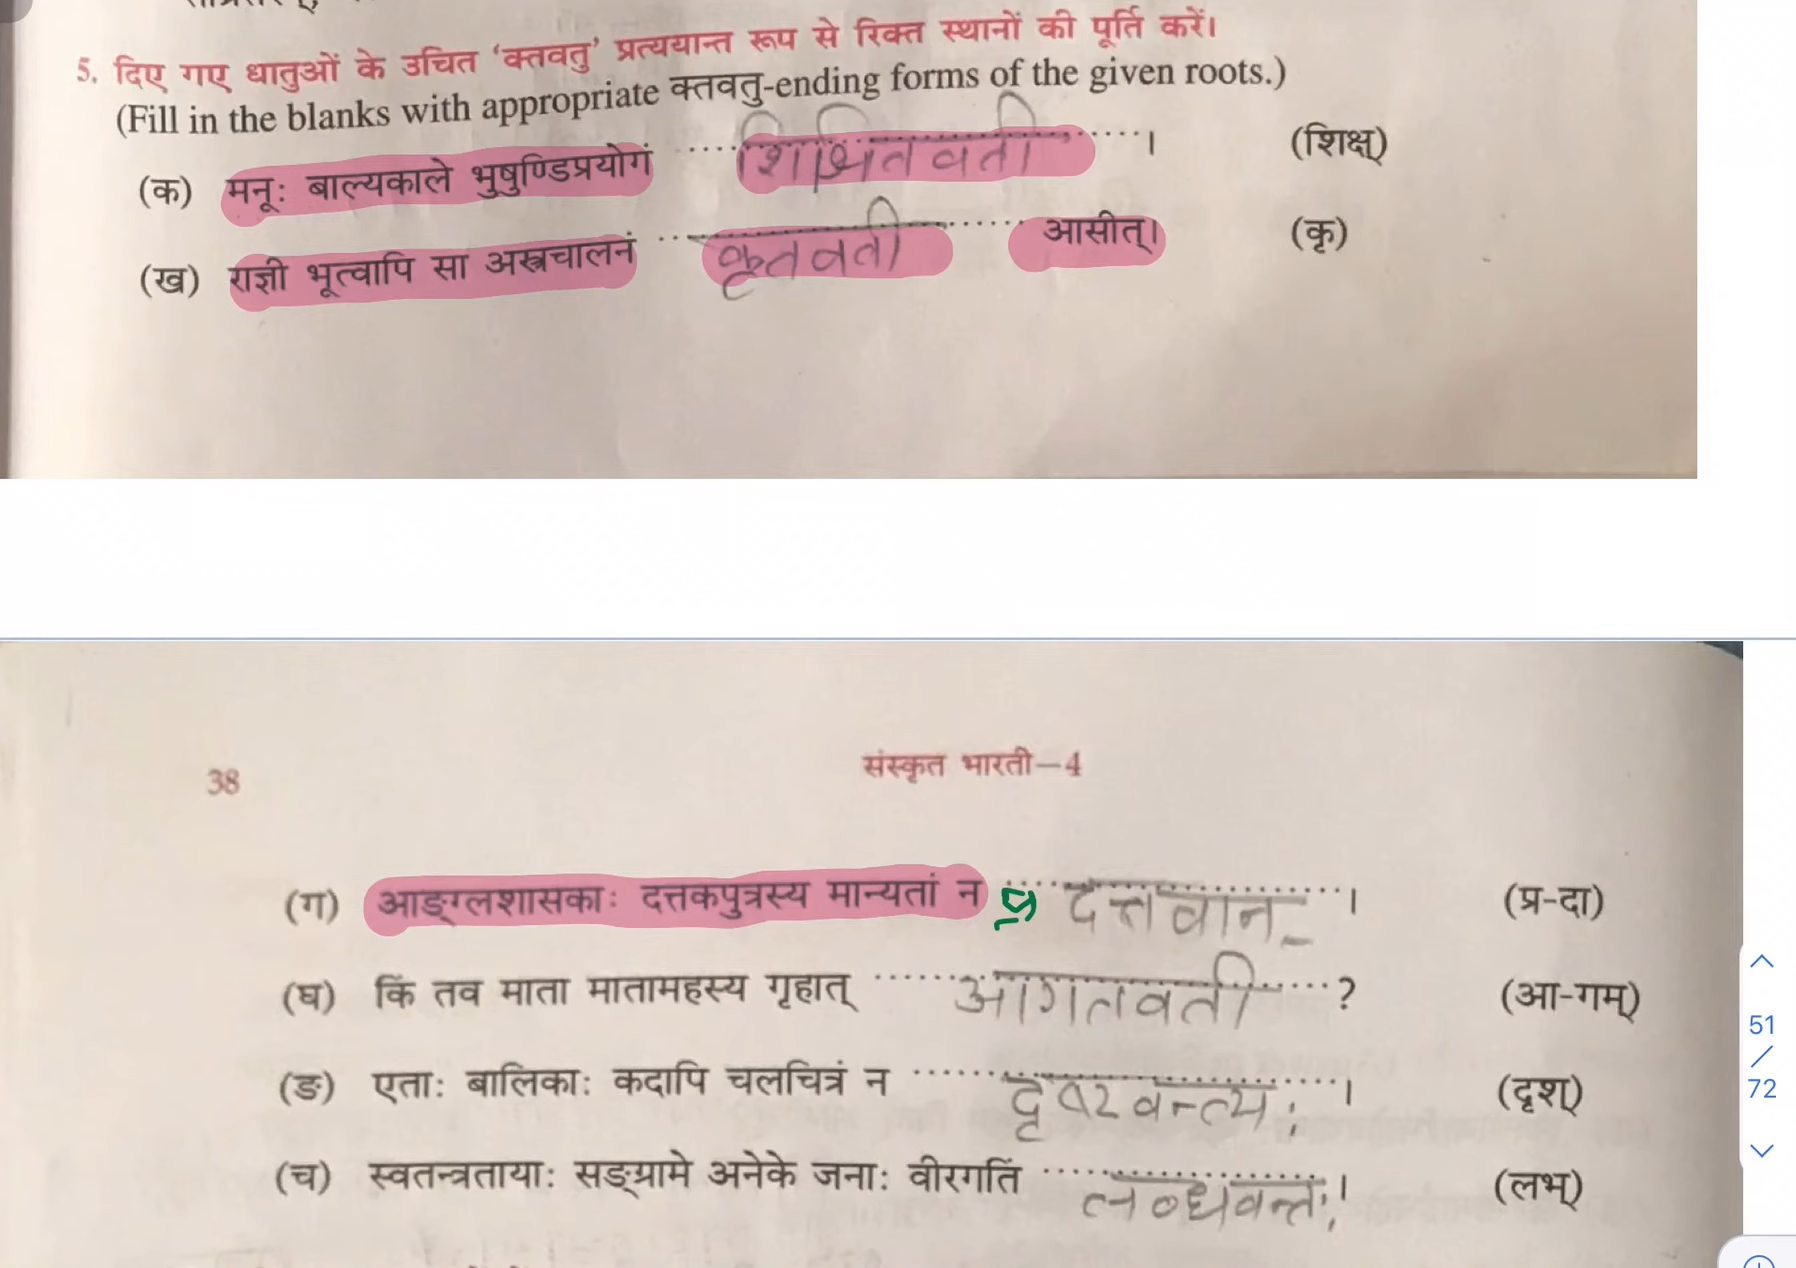 5. दिए गए धातुओं के उचित 'क्तवतु' प्रत्ययान्त रूप से रिक्त स्थानों की पूर्ति करें।
(Fill in the blanks with appropriate क्तवतु-ending forms of the given roots.)
(क) मनूः बाल्यकाले भुषुण्डिप्रयोगं ..... शिक्षितवती ..... । (शिक्ष्)
(ख) राज्ञी भूत्वापि सा अस्त्रचालनं ..... कृतवती ..... आसीत्। (कृ)
38 संस्कृत भारती—4
(ग) आङ्ग्लशासकाः दत्तकपुत्रस्य मान्यतां न प्र दत्तवान् ..... । (प्र-दा)
(घ) किं तव माता मातामहस्य गृहात् ..... आगतवती ..... ? (आ-गम्)
(ङ) एताः बालिकाः कदापि चलचित्रं न ..... दृष्टवन्त्यः ..... । (दृश्)
(च) स्वतन्त्रतायाः सङ्ग्रामे अनेके जनाः वीरगतिं ..... लब्धवन्तः । (लभ्)
51
/
72